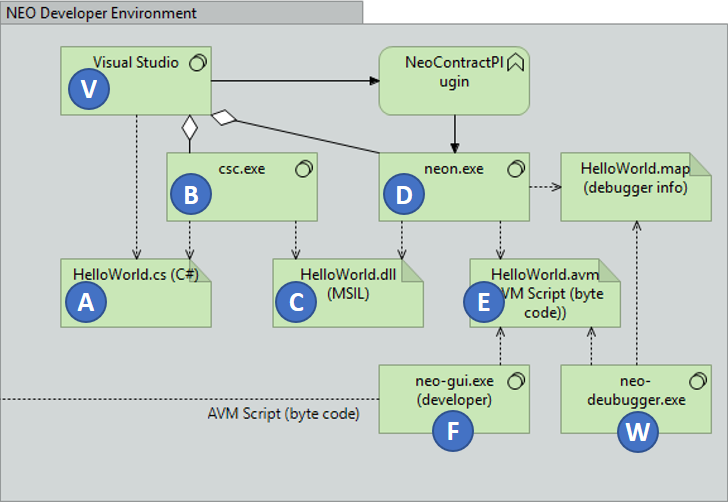 NEO Developer Environment
Visual Studio
V
NeoContractPl
ugin
csc.exe
B
neon.exe
D
HelloWorld.map
(debugger info)
HelloWorld.cs (C#)
A
HelloWorld.dll
(MSIL)
C
HelloWorld.avm
VM Script (byte
code))
E
neo-gui.exe
(developer)
F
neo-
deubugger.exe
W
AVM Script (byte code)